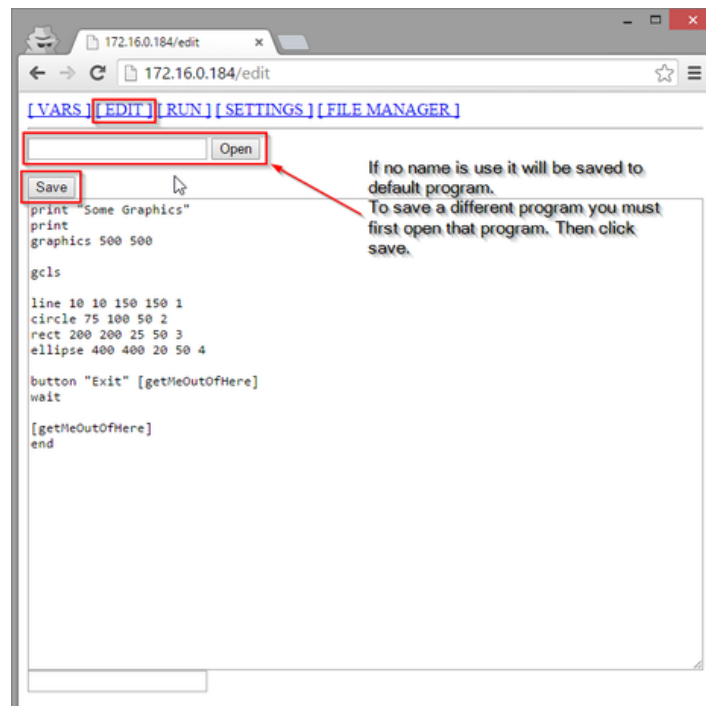 172.16.0.184/edit
172.16.0.184/edit
[ VARS ] [ EDIT ] [ RUN ] [ SETTINGS ] [ FILE MANAGER ]
Open
Save
If no name is use it will be saved to
default program.
To save a different program you must
first open that program. Then click
save.
print "Some Graphics"
print
graphics 500 500
gcls
line 10 10 150 150 1
circle 75 100 50 2
rect 200 200 25 50 3
ellipse 400 400 20 50 4
button "Exit" [getMeOutOfHere]
wait
[getMeOutOfHere]
end